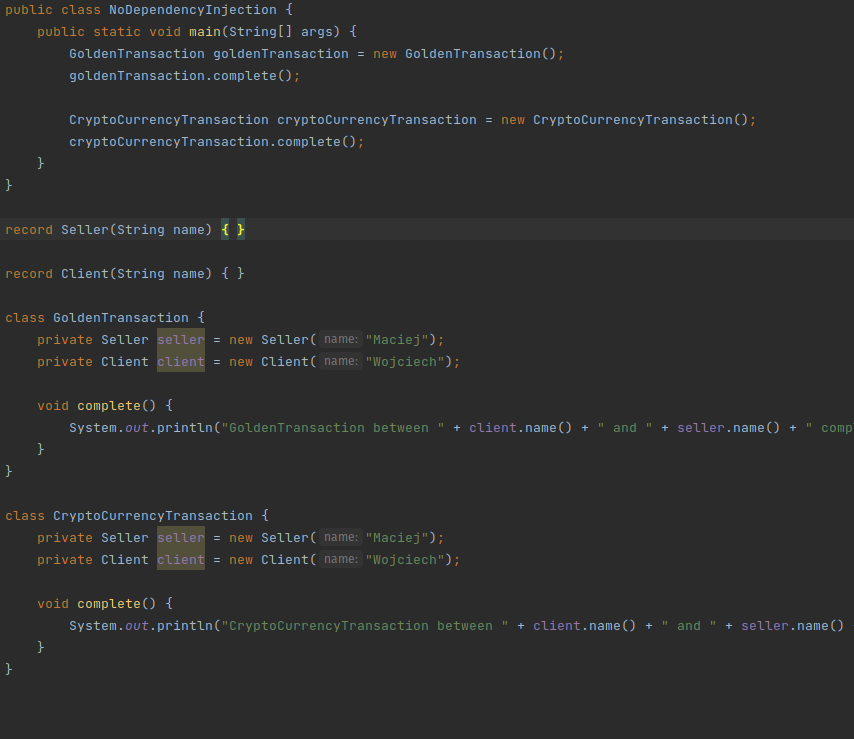 public class NoDependencyInjection {
    public static void main(String[] args) {
        GoldenTransaction goldenTransaction = new GoldenTransaction();
        goldenTransaction.complete();

        CryptoCurrencyTransaction cryptoCurrencyTransaction = new CryptoCurrencyTransaction();
        cryptoCurrencyTransaction.complete();
    }
}

record Seller(String name) { }

record Client(String name) { }

class GoldenTransaction {
    private Seller seller = new Seller( name: "Maciej");
    private Client client = new Client( name: "Wojciech");

    void complete() {
        System.out.println("GoldenTransaction between " + client.name() + " and " + seller.name() + " comp
    }
}

class CryptoCurrencyTransaction {
    private Seller seller = new Seller( name: "Maciej");
    private Client client = new Client( name: "Wojciech");

    void complete() {
        System.out.println("CryptoCurrencyTransaction between " + client.name() + " and " + seller.name()
    }
}